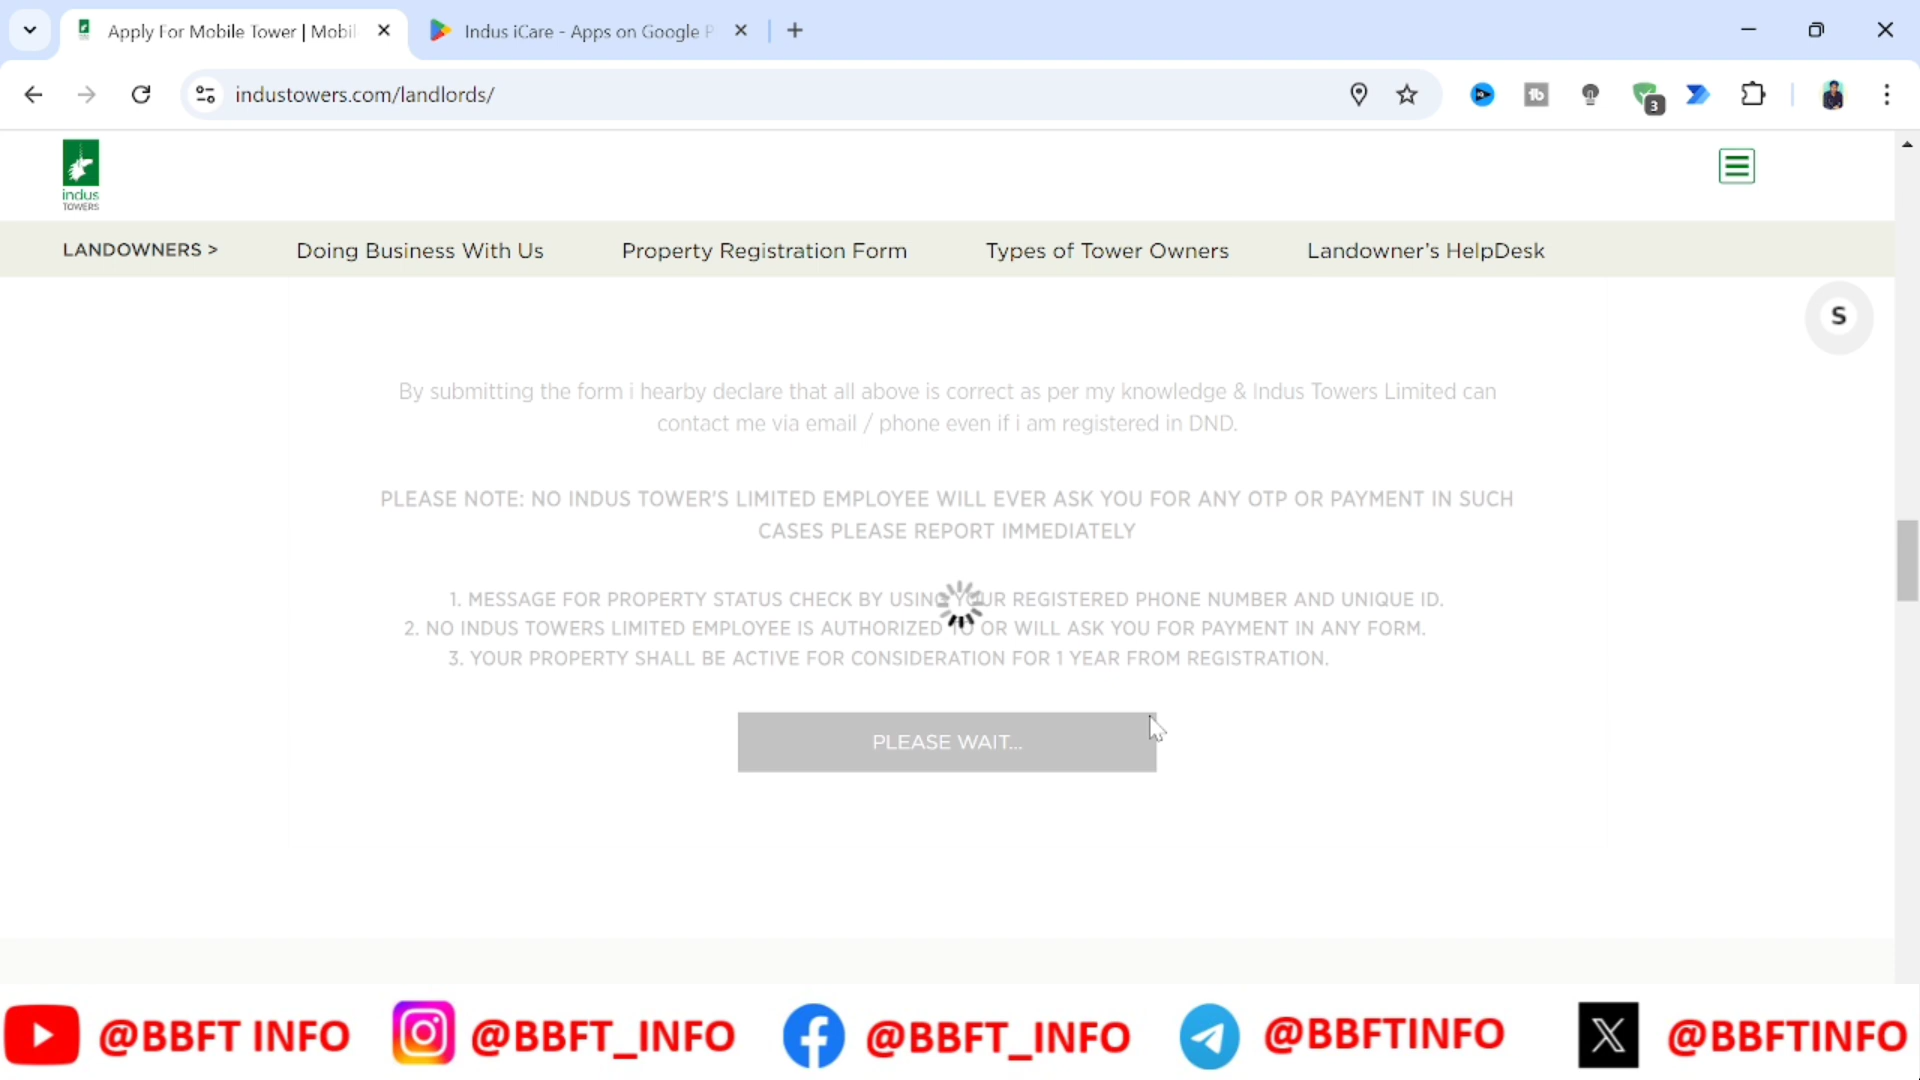 Apply For Mobile Tower | Mobil
Indus iCare - Apps on Google P
industowers.com/landlords/
3
indus
TOWERS
LANDOWNERS >
Doing Business With Us
Property Registration Form
Types of Tower Owners
Landowner's HelpDesk
S
By submitting the form i hearby declare that all above is correct as per my knowledge & Indus Towers Limited can
contact me via email / phone even if i am registered in DND.
PLEASE NOTE: NO INDUS TOWER'S LIMITED EMPLOYEE WILL EVER ASK YOU FOR ANY OTP OR PAYMENT IN SUCH
CASES PLEASE REPORT IMMEDIATELY
1. MESSAGE FOR PROPERTY STATUS CHECK BY USING YOUR REGISTERED PHONE NUMBER AND UNIQUE ID.
2. NO INDUS TOWERS LIMITED EMPLOYEE IS AUTHORIZED TO OR WILL ASK YOU FOR PAYMENT IN ANY FORM.
3. YOUR PROPERTY SHALL BE ACTIVE FOR CONSIDERATION FOR 1 YEAR FROM REGISTRATION.
PLEASE WAIT...
@BBFT INFO
@BBFT_INFO
@BBFT_INFO
@BBFTINFO
@BBFTINFO